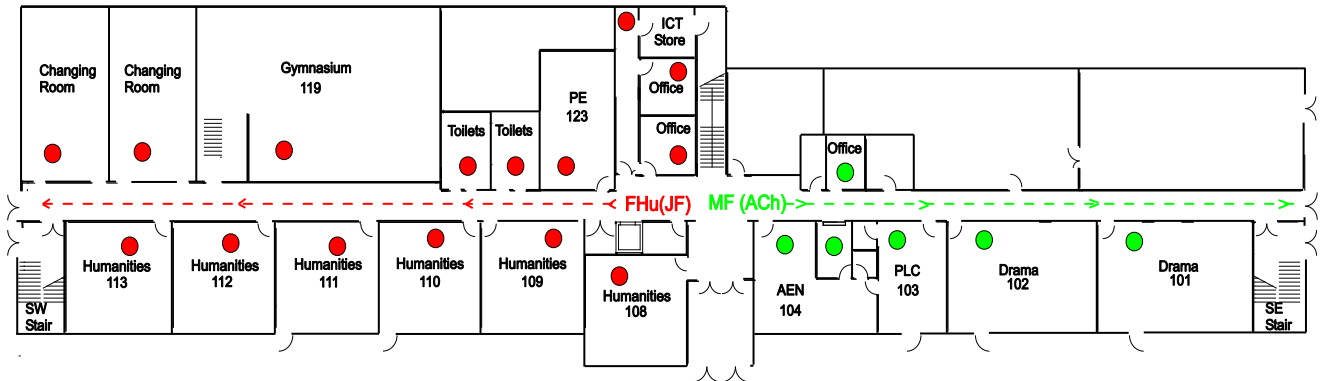 ICT
Store
Changing
Room
Changing
Room
Gymnasium
119
Office
PE
123
Toilets
Toilets
Office
Office
FHu(JF)
MF (ACh)
Humanities
113
Humanities
112
Humanities
111
Humanities
110
Humanities
109
Humanities
108
AEN
104
PLC
103
Drama
102
Drama
101
SW
Stair
SE
Stair